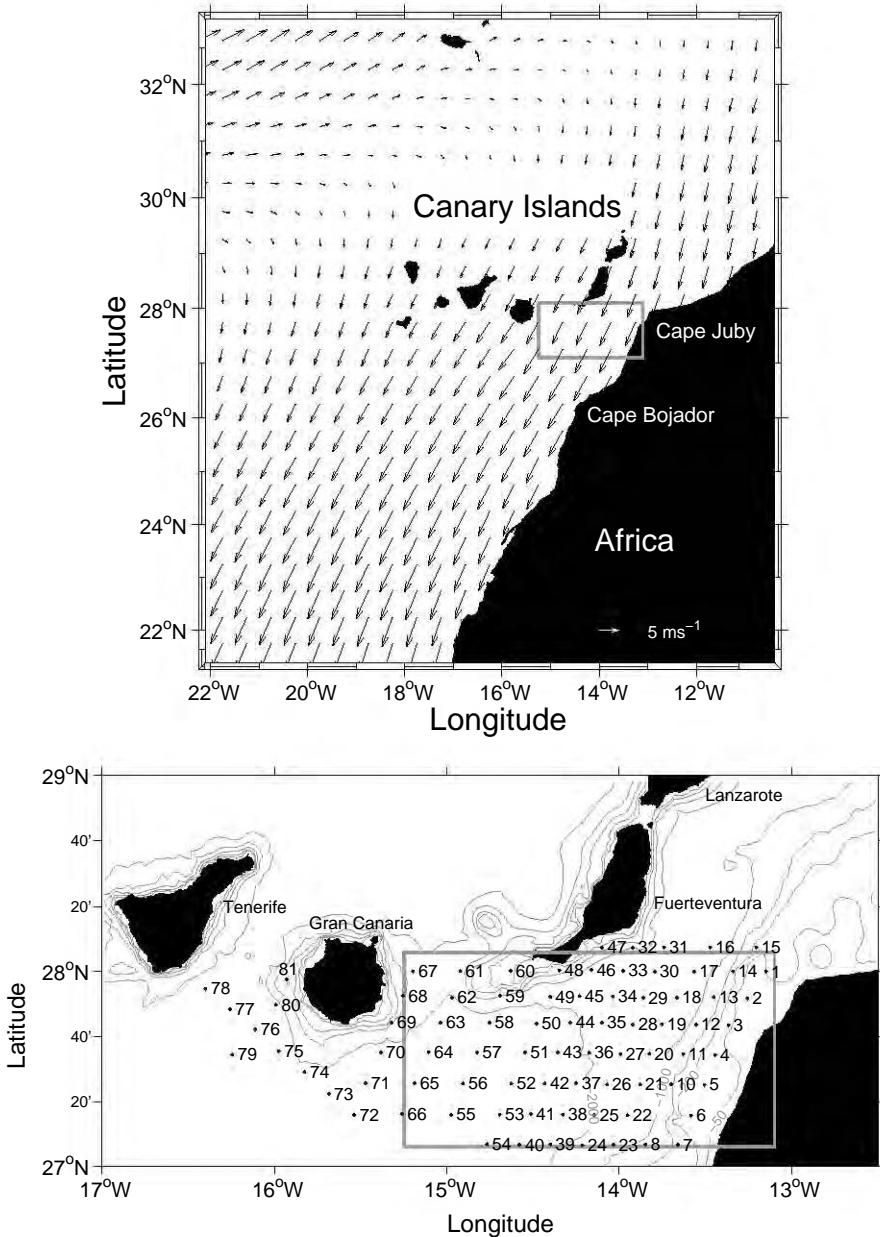 32°N
30°N
28°N
26°N
24°N
22°N
Latitude
Canary Islands
Cape Juby
Cape Bojador
Africa
5 ms⁻¹
22°W 20°W 18°W 16°W 14°W 12°W
Longitude
29°N
40'
20'
28°N
40'
20'
27°N
Latitude
Lanzarote
Tenerife
Gran Canaria
Fuerteventura
47 32 31 16 15
81 67 61 60 48 46 33 30 17 14 1
78 80 68 62 59 49 45 34 29 18 13 2
77 76 69 63 58 50 44 35 28 19 12 3
79 75 70 64 57 51 43 36 27 20 11 4
74 71 65 56 52 42 37 26 21 10 5
73 72 66 55 53 41 38 25 22 6
54 40 39 24 23 8 7
-2000
-1000
-50
17°W 16°W 15°W 14°W 13°W
Longitude